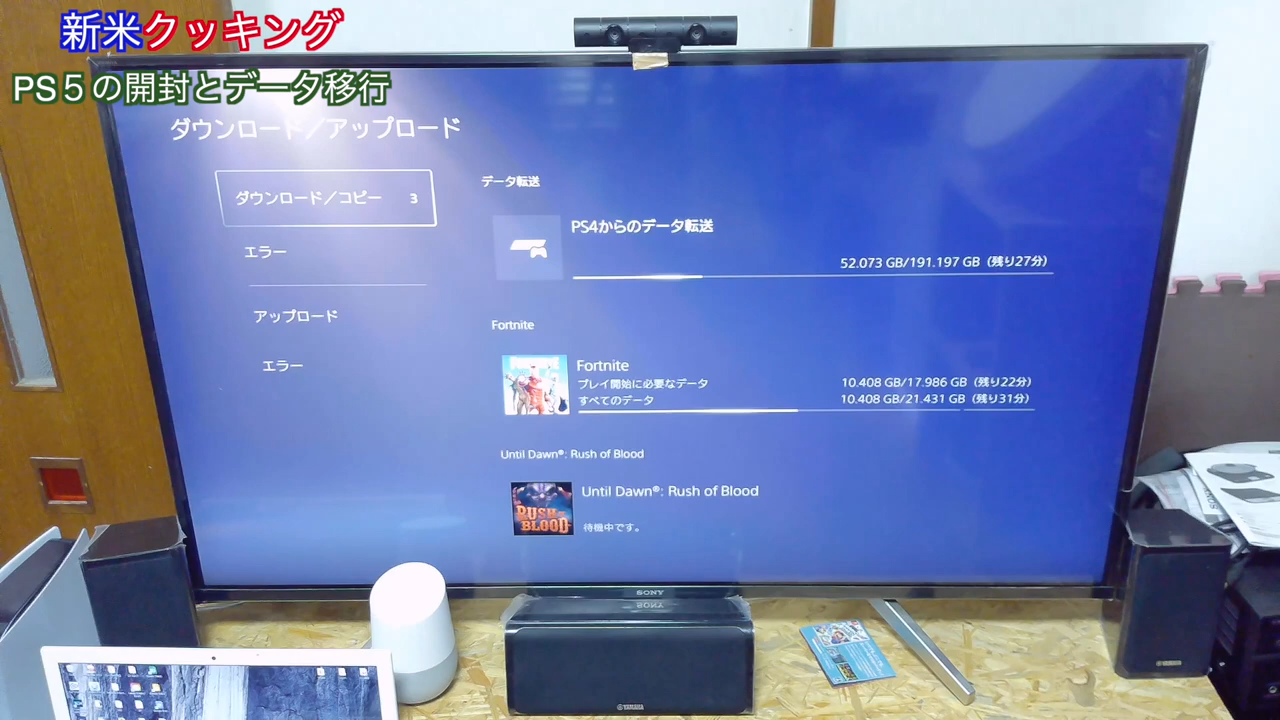 新米クッキング
PS５の開封とデータ移行
ダウンロード／アップロード
ダウンロード／コピー 3
エラー
アップロード
エラー
データ転送
PS4からのデータ転送
52.073 GB/191.197 GB（残り27分）
Fortnite
Fortnite
プレイ開始に必要なデータ 10.408 GB/17.986 GB（残り22分）
すべてのデータ 10.408 GB/21.431 GB（残り31分）
Until Dawn®: Rush of Blood
RUSH OF BLOOD
Until Dawn®: Rush of Blood
待機中です。
SONY
SONY
YAMAHA
YAMAHA